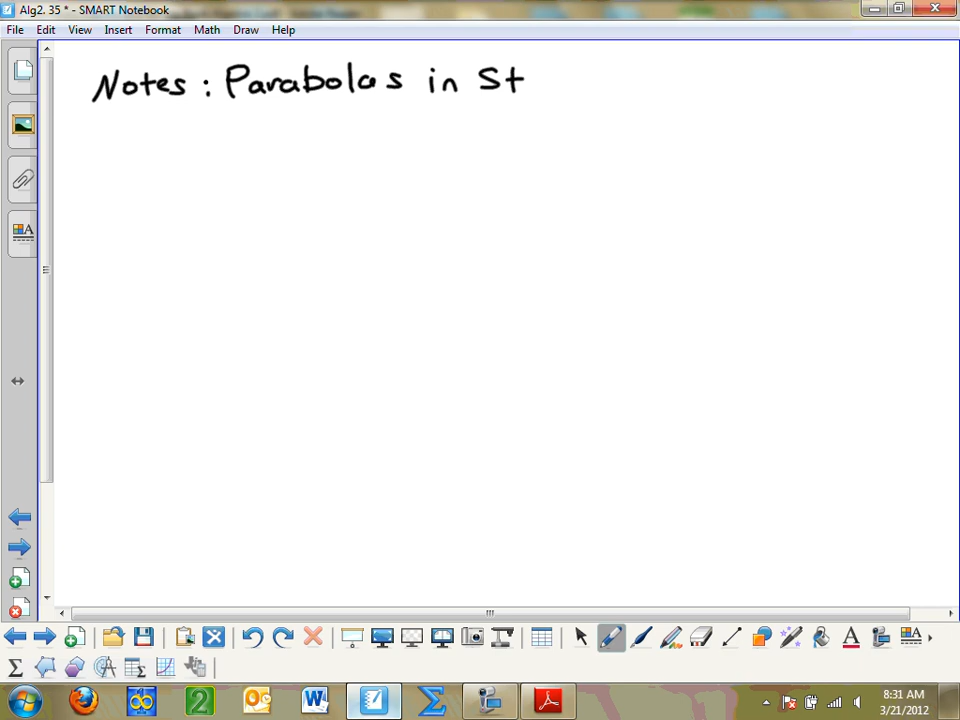 Alg2. 35 * - SMART Notebook
File Edit View Insert Format Math Draw Help
Notes: Parabolas in St
8:31 AM
3/21/2012